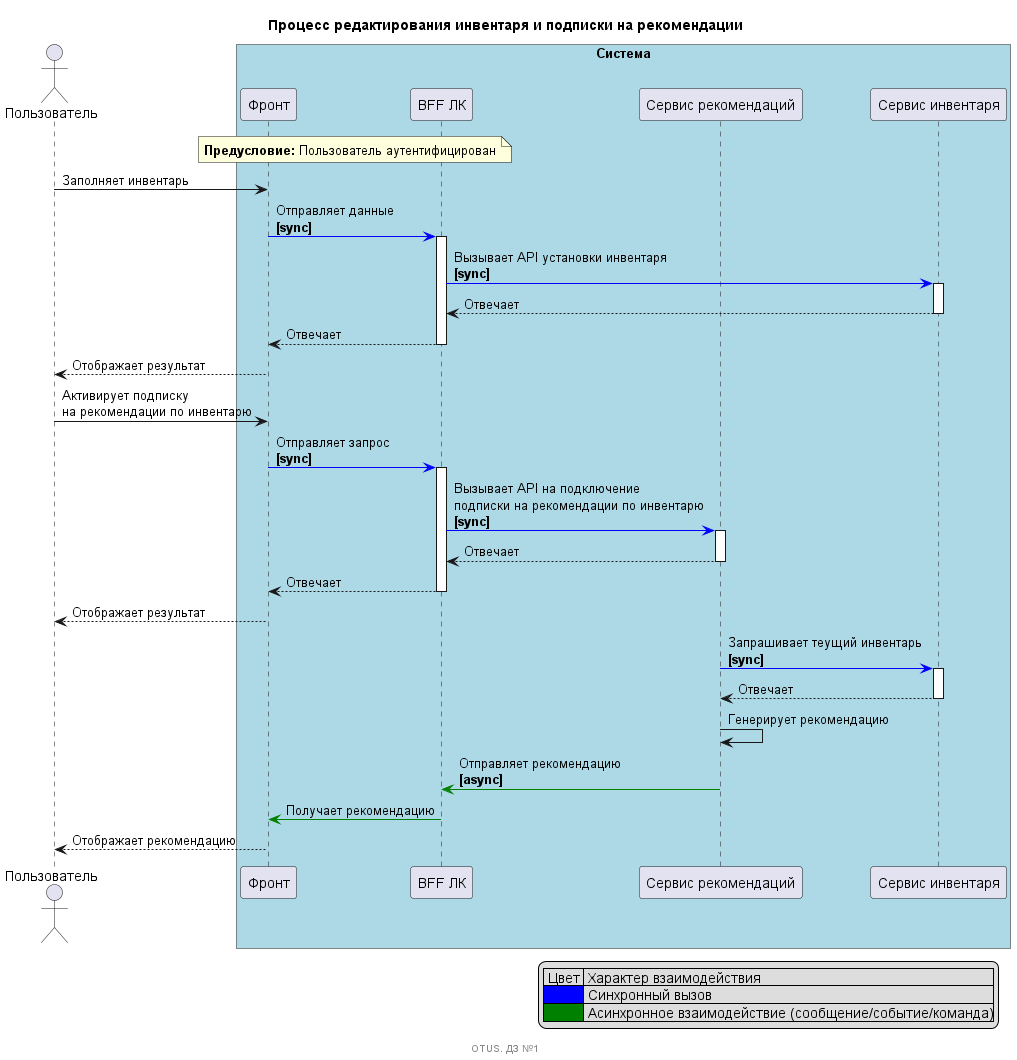 Процесс редактирования инвентаря и подписки на рекомендации
Система
Пользователь
Фронт
BFF ЛК
Сервис рекомендаций
Сервис инвентаря
Предусловие: Пользователь аутентифицирован
Заполняет инвентарь
Отправляет данные
[sync]
Вызывает API установки инвентаря
[sync]
Отвечает
Отвечает
Отображает результат
Активирует подписку
на рекомендации по инвентарю
Отправляет запрос
[sync]
Вызывает API на подключение
подписки на рекомендации по инвентарю
[sync]
Отвечает
Отвечает
Отображает результат
Запрашивает теущий инвентарь
[sync]
Отвечает
Генерирует рекомендацию
Отправляет рекомендацию
[async]
Получает рекомендацию
Отображает рекомендацию
Пользователь
Фронт
BFF ЛК
Сервис рекомендаций
Сервис инвентаря
Цвет Характер взаимодействия
Синхронный вызов
Асинхронное взаимодействие (сообщение/событие/команда)
OTUS. ДЗ №1